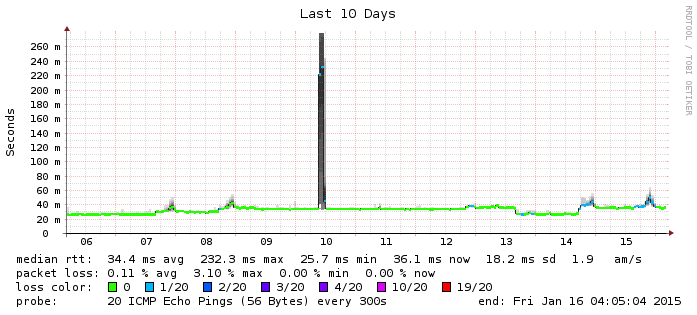 Last 10 Days
RRDTOOL / TOBI OETIKER
Seconds
260 m
240 m
220 m
200 m
180 m
160 m
140 m
120 m
100 m
80 m
60 m
40 m
20 m
0
06 07 08 09 10 11 12 13 14 15
median rtt: 34.4 ms avg 232.3 ms max 25.7 ms min 36.1 ms now 18.2 ms sd 1.9 am/s
packet loss: 0.11 % avg 3.10 % max 0.00 % min 0.00 % now
loss color: 0 1/20 2/20 3/20 4/20 10/20 19/20
probe: 20 ICMP Echo Pings (56 Bytes) every 300s end: Fri Jan 16 04:05:04 2015